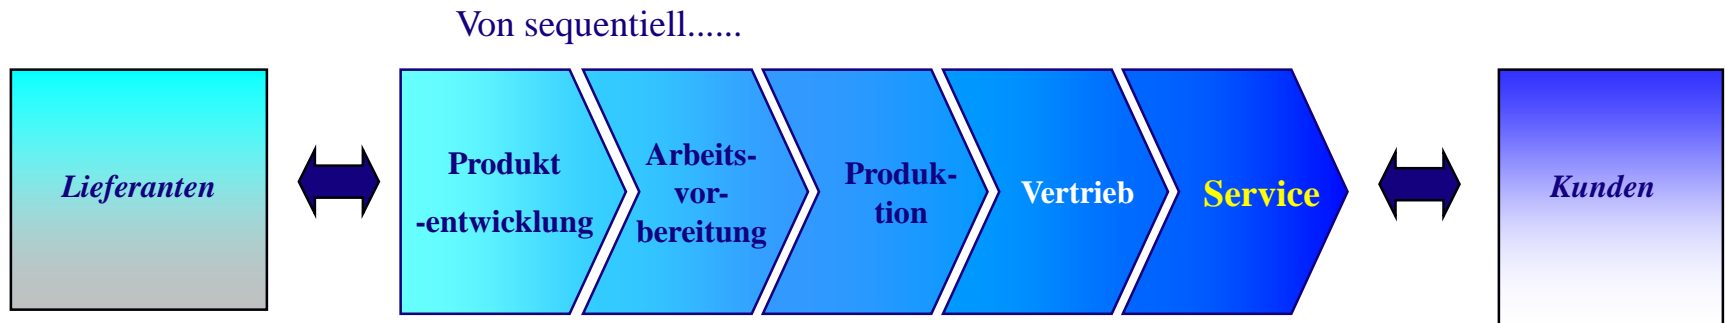 Von sequentiell......
Lieferanten
Produkt
-entwicklung
Arbeits-
vor-
bereitung
Produk-
tion
Vertrieb
Service
Kunden